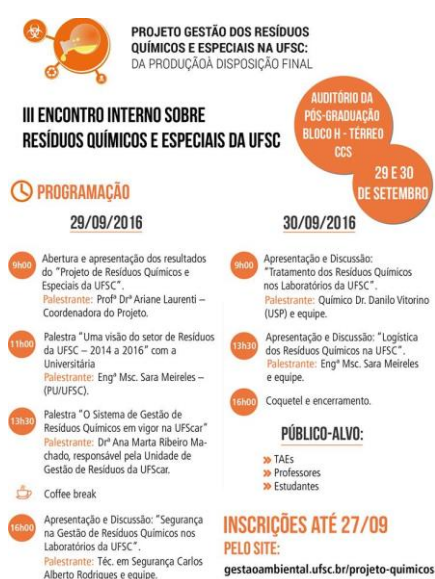 PROJETO GESTÃO DOS RESÍDUOS
QUÍMICOS E ESPECIAIS NA UFSC:
DA PRODUÇÃOÀ DISPOSIÇÃO FINAL
III ENCONTRO INTERNO SOBRE
RESÍDUOS QUÍMICOS E ESPECIAIS DA UFSC
AUDITÓRIO DA
PÓS-GRADUAÇÃO
BLOCO H - TÉRREO
CCS
29 E 30
DE SETEMBRO
PROGRAMAÇÃO
29/09/2016
9h00
Abertura e apresentação dos resultados
do "Projeto de Resíduos Químicos e
Especiais da UFSC".
Palestrante: Profª Drª Ariane Laurenti –
Coordenadora do Projeto.
11h00
Palestra "Uma visão do setor de Resíduos
da UFSC – 2014 a 2016" com a
Universitária
Palestrante: Engª Msc. Sara Meireles –
(PU/UFSC).
13h30
Palestra "O Sistema de Gestão de
Resíduos Químicos em vigor na UFScar"
Palestrante: Drª Ana Marta Ribeiro Ma-
chado, responsável pela Unidade de
Gestão de Resíduos da UFScar.
Coffee break
16h00
Apresentação e Discussão: "Segurança
na Gestão de Resíduos Químicos nos
Laboratórios da UFSC".
Palestrante: Téc. em Segurança Carlos
Alberto Rodrigues e equipe.
30/09/2016
9h00
Apresentação e Discussão:
"Tratamento dos Resíduos Químicos
nos Laboratórios da UFSC".
Palestrante: Químico Dr. Danilo Vitorino
(USP) e equipe.
13h30
Apresentação e Discussão: "Logística
dos Resíduos Químicos na UFSC".
Palestrante: Engª Msc. Sara Meireles
e equipe.
16h00
Coquetel e encerramento.
PÚBLICO-ALVO:
TAEs
Professores
Estudantes
INSCRIÇÕES ATÉ 27/09
PELO SITE:
gestaoambiental.ufsc.br/projeto-quimicos